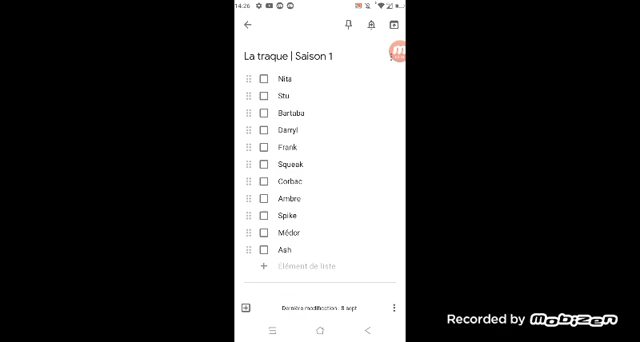 14:26
La traque | Saison 1
Nita
Stu
Bartaba
Darryl
Frank
Squeak
Corbac
Ambre
Spike
Médor
Ash
Élément de liste
Dernière modification : 8 sept.
Recorded by Mobizen